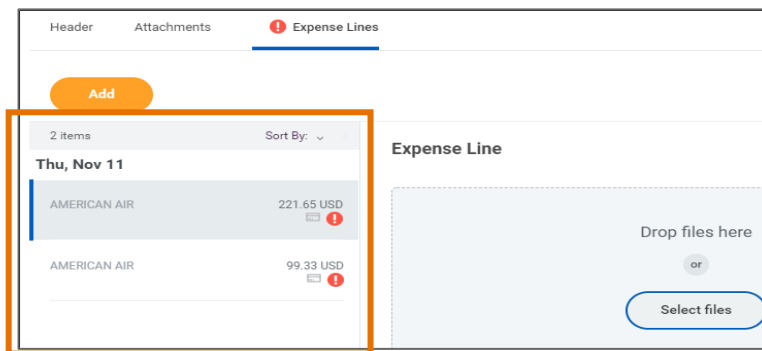 Header Attachments Expense Lines
Add
2 items Sort By:
Thu, Nov 11
AMERICAN AIR 221.65 USD
AMERICAN AIR 99.33 USD
Expense Line
Drop files here
or
Select files